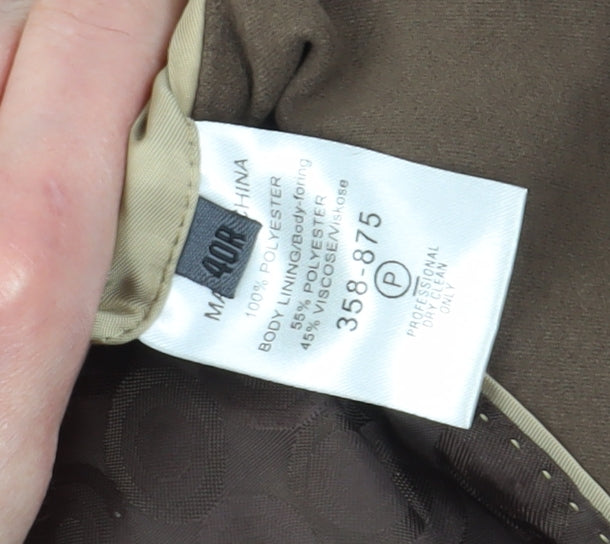 40R
MA CHINA
100% POLYESTER
BODY LINING/Body-foring
55% POLYESTER
45% VISCOSE/Viskose
358-875
P
PROFESSIONAL
DRY CLEAN
ONLY